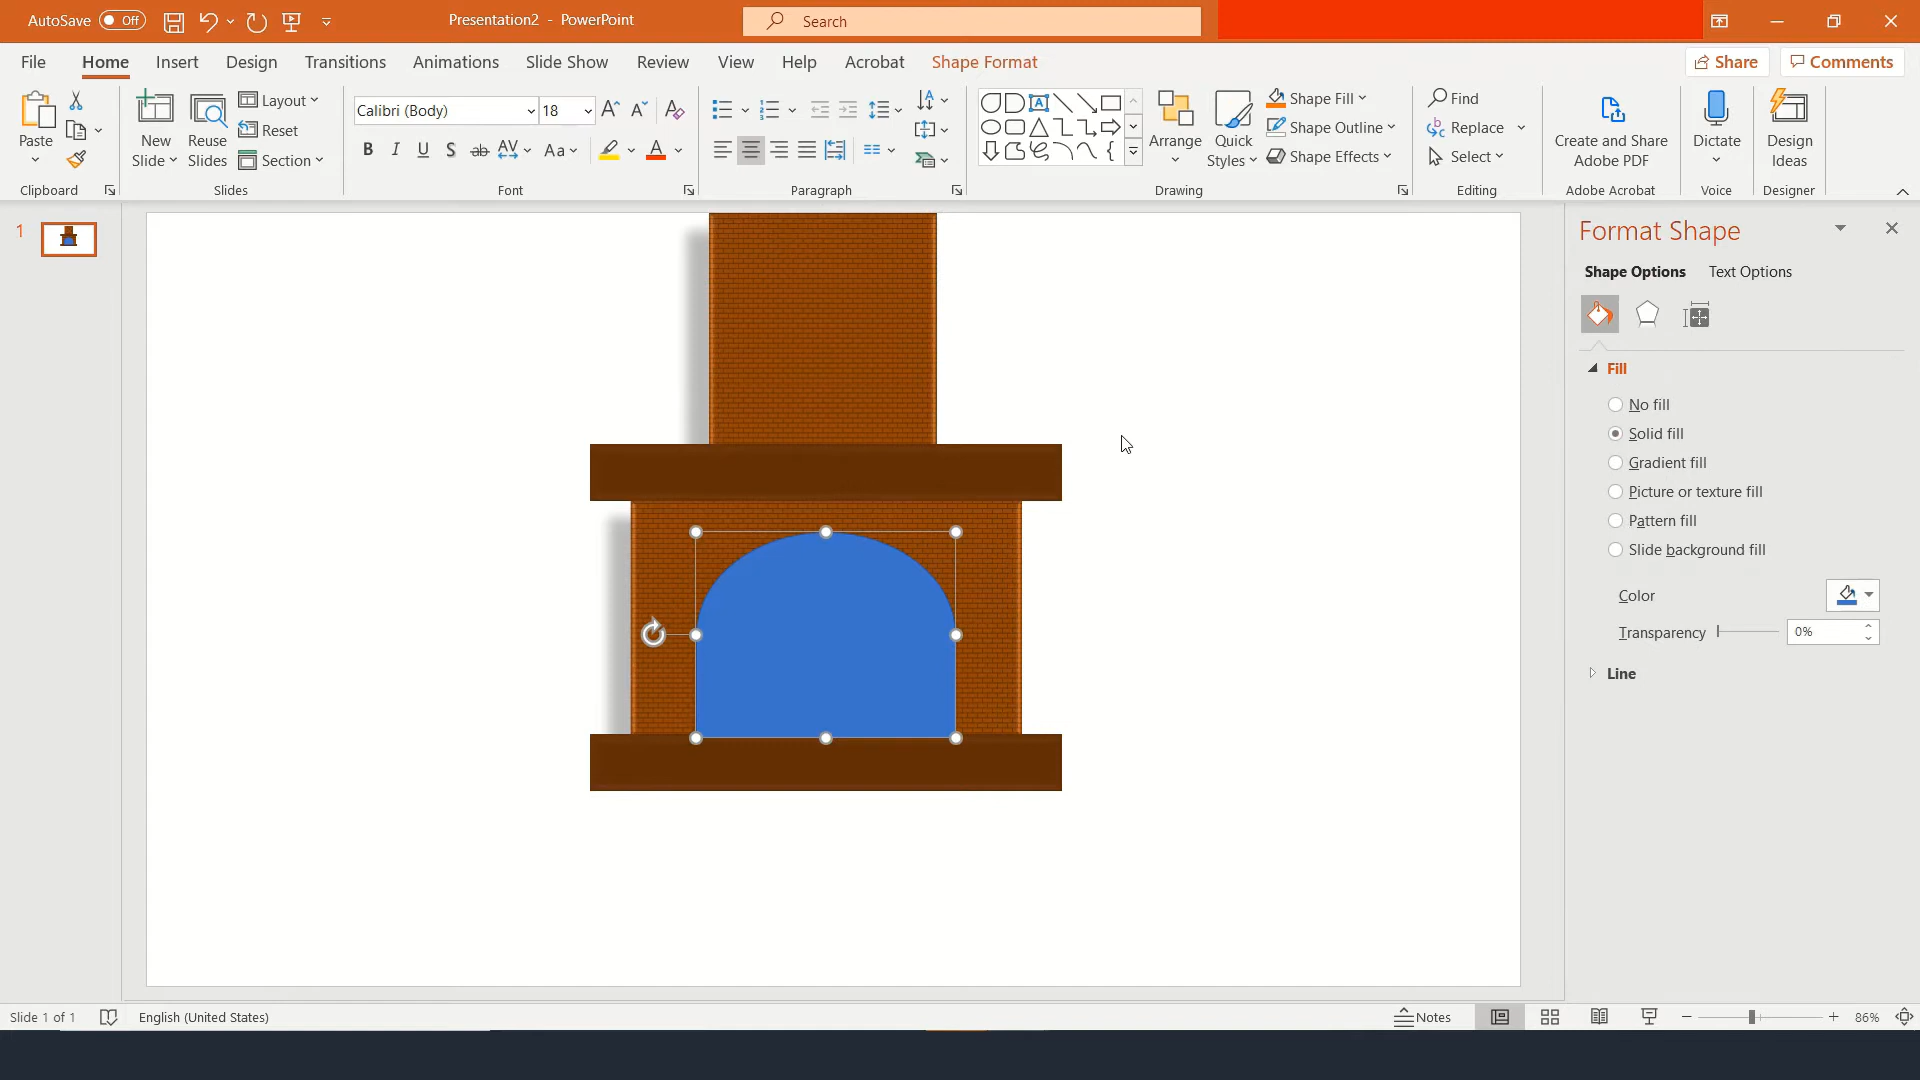 AutoSave Off Presentation2 - PowerPoint Search
File Home Insert Design Transitions Animations Slide Show Review View Help Acrobat Shape Format Share Comments
Paste
New Slide
Reuse Slides
Layout
Reset
Section
Calibri (Body) 18
B I U S ab AV Aa A
Arrange
Quick Styles
Shape Fill
Shape Outline
Shape Effects
Find
Replace
Select
Create and Share Adobe PDF
Dictate
Design Ideas
Clipboard Slides Font Paragraph Drawing Editing Adobe Acrobat Voice Designer
1
Format Shape
Shape Options Text Options
Fill
No fill
Solid fill
Gradient fill
Picture or texture fill
Pattern fill
Slide background fill
Color
Transparency 0%
Line
Slide 1 of 1 English (United States) Notes 86%